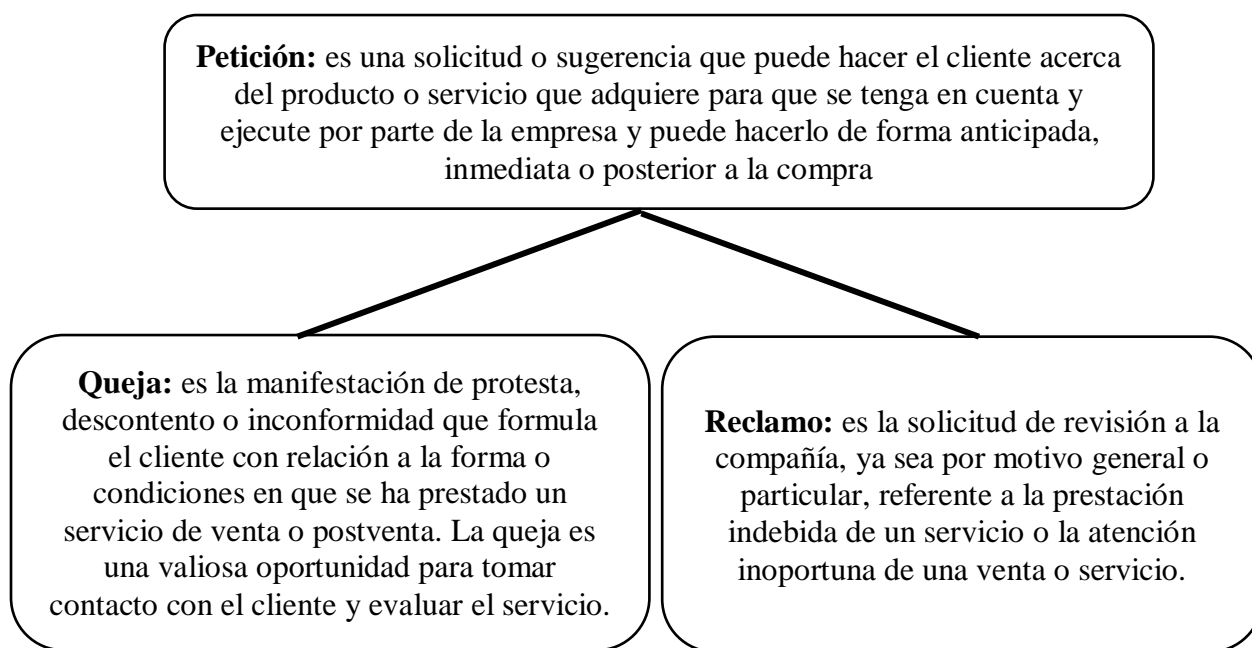 Petición: es una solicitud o sugerencia que puede hacer el cliente acerca
del producto o servicio que adquiere para que se tenga en cuenta y
ejecute por parte de la empresa y puede hacerlo de forma anticipada,
inmediata o posterior a la compra
Queja: es la manifestación de protesta,
descontento o inconformidad que formula
el cliente con relación a la forma o
condiciones en que se ha prestado un
servicio de venta o postventa. La queja es
una valiosa oportunidad para tomar
contacto con el cliente y evaluar el servicio.
Reclamo: es la solicitud de revisión a la
compañía, ya sea por motivo general o
particular, referente a la prestación
indebida de un servicio o la atención
inoportuna de una venta o servicio.